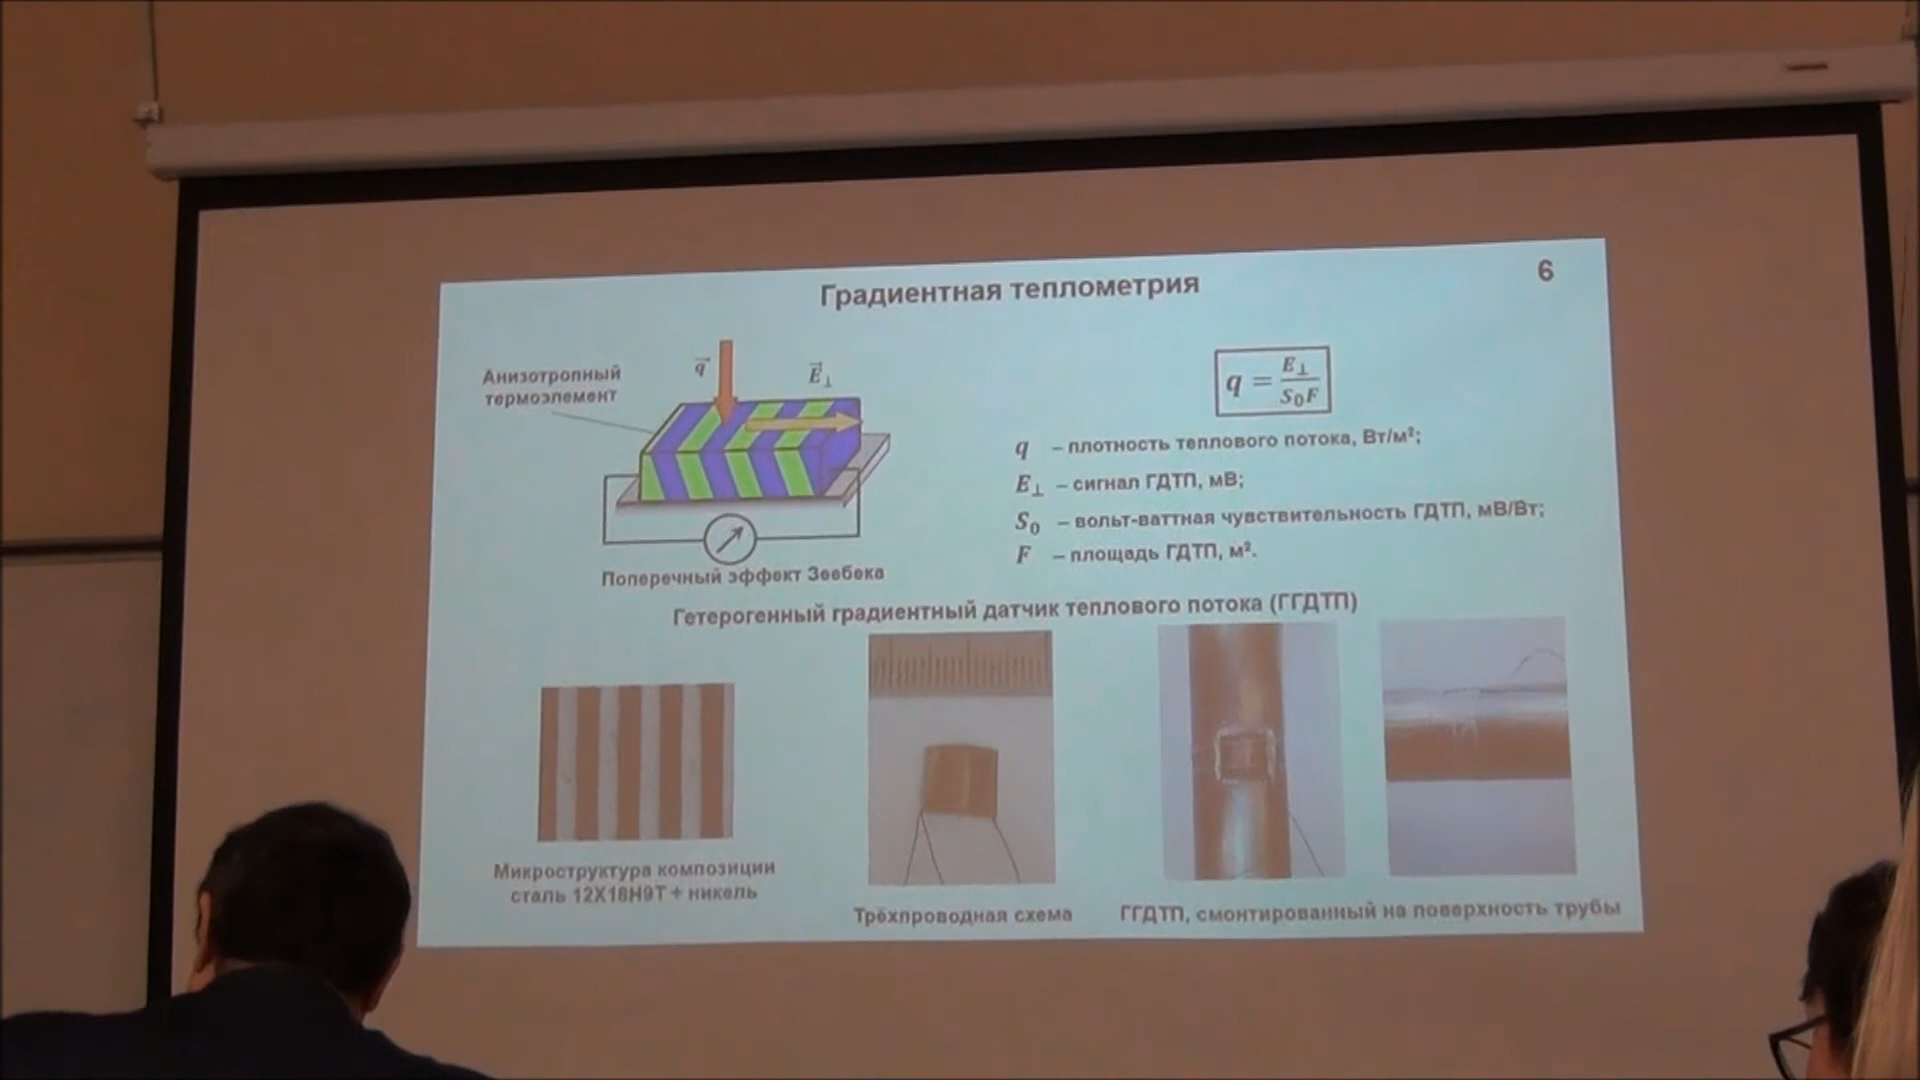 Градиентная теплометрия
6
Анизотропный
термоэлемент
q
E⊥
Поперечный эффект Зеебека
q = E⊥ / S₀F
q – плотность теплового потока, Вт/м²;
E⊥ – сигнал ГДТП, мВ;
S₀ – вольт-ваттная чувствительность ГДТП, мВ/Вт;
F – площадь ГДТП, м².
Гетерогенный градиентный датчик теплового потока (ГГДТП)
Микроструктура композиции
сталь 12Х18Н9Т + никель
Трёхпроводная схема
ГГДТП, смонтированный на поверхность трубы